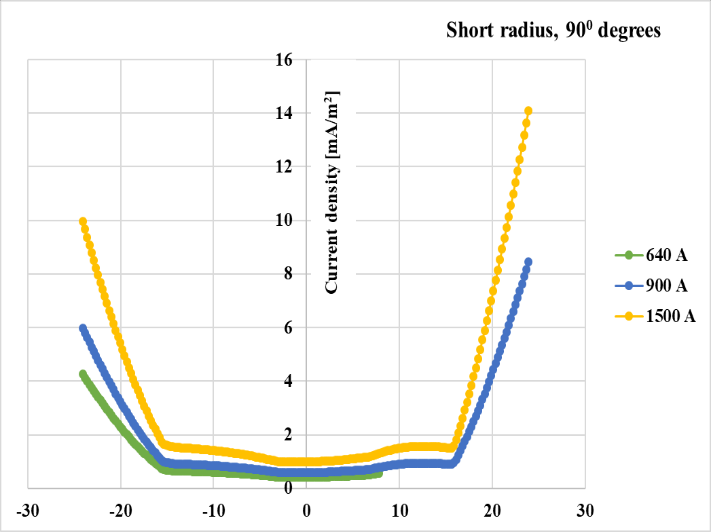 Short radius, 90⁰ degrees
16
14
12
10
8
6
4
2
0
-30 -20 -10 0 10 20 30
Current density [mA/m²]
640 A
900 A
1500 A